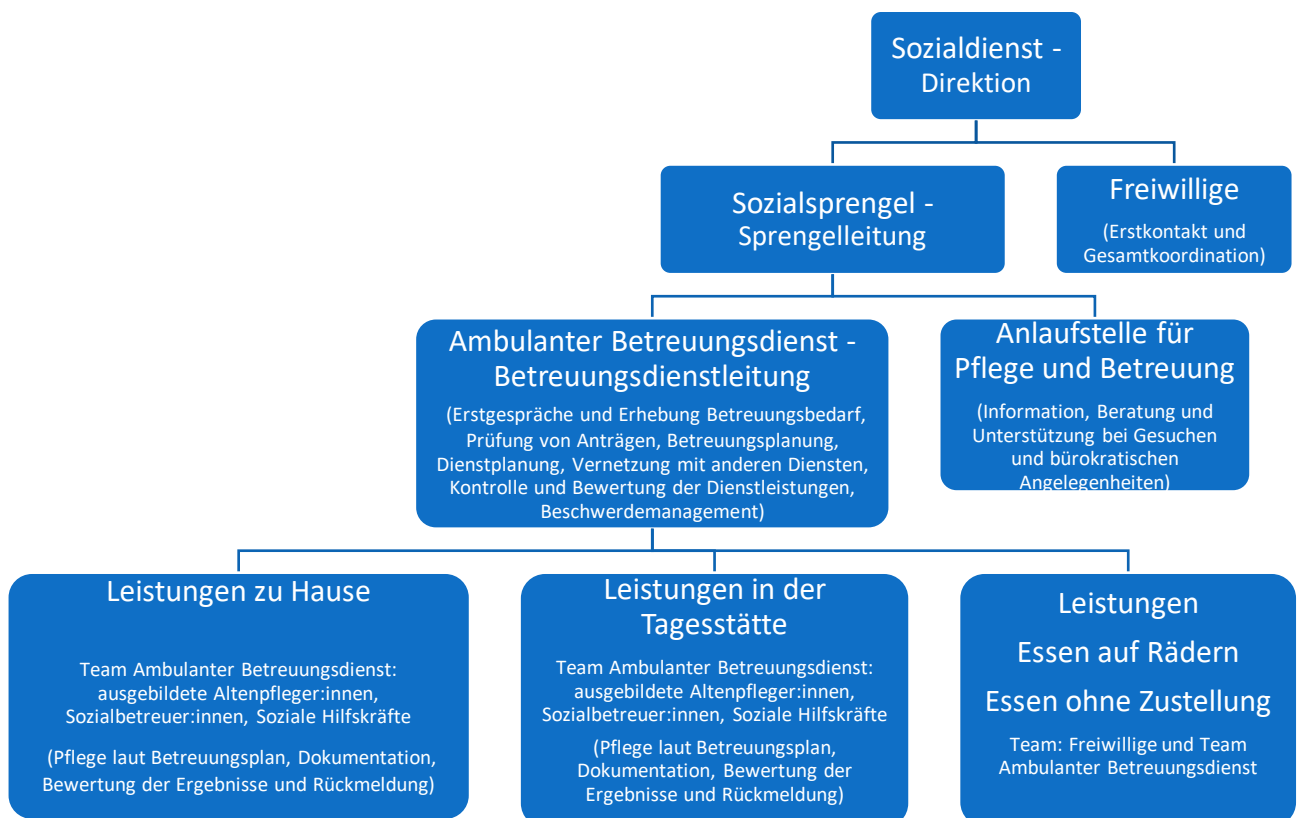 Sozialdienst -
Direktion
Sozialsprengel -
Sprengelleitung
Freiwillige
(Erstkontakt und
Gesamtkoordination)
Ambulanter Betreuungsdienst -
Betreuungsdienstleitung
(Erstgespräche und Erhebung Betreuungsbedarf,
Prüfung von Anträgen, Betreuungsplanung,
Dienstplanung, Vernetzung mit anderen Diensten,
Kontrolle und Bewertung der Dienstleistungen,
Beschwerdemanagement)
Anlaufstelle für
Pflege und Betreuung
(Information, Beratung und
Unterstützung bei Gesuchen
und bürokratischen
Angelegenheiten)
Leistungen zu Hause
Team Ambulanter Betreuungsdienst:
ausgebildete Altenpfleger:innen,
Sozialbetreuer:innen, Soziale Hilfskräfte
(Pflege laut Betreuungsplan, Dokumentation,
Bewertung der Ergebnisse und Rückmeldung)
Leistungen in der
Tagesstätte
Team Ambulanter Betreuungsdienst:
ausgebildete Altenpfleger:innen,
Sozialbetreuer:innen, Soziale Hilfskräfte
(Pflege laut Betreuungsplan,
Dokumentation, Bewertung der
Ergebnisse und Rückmeldung)
Leistungen
Essen auf Rädern
Essen ohne Zustellung
Team: Freiwillige und Team
Ambulanter Betreuungsdienst